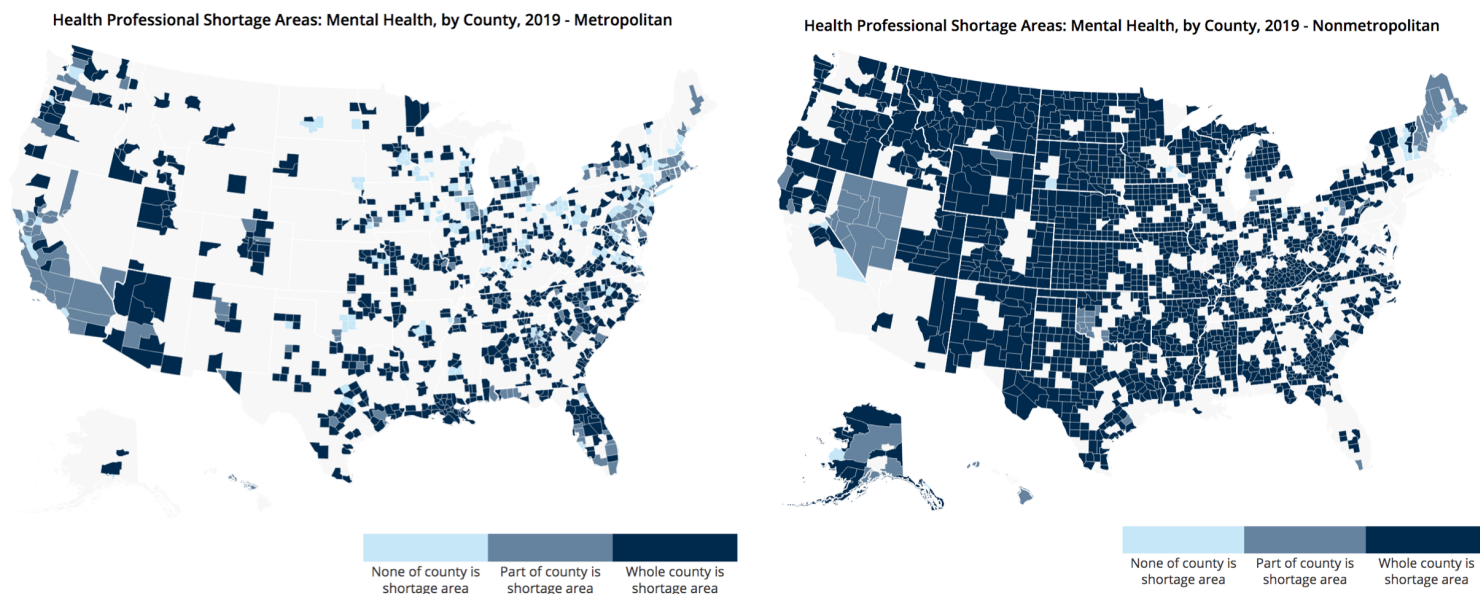 Health Professional Shortage Areas: Mental Health, by County, 2019 - Metropolitan
None of county is
shortage area
Part of county is
shortage area
Whole county is
shortage area
Health Professional Shortage Areas: Mental Health, by County, 2019 - Nonmetropolitan
None of county is
shortage area
Part of county is
shortage area
Whole county is
shortage area